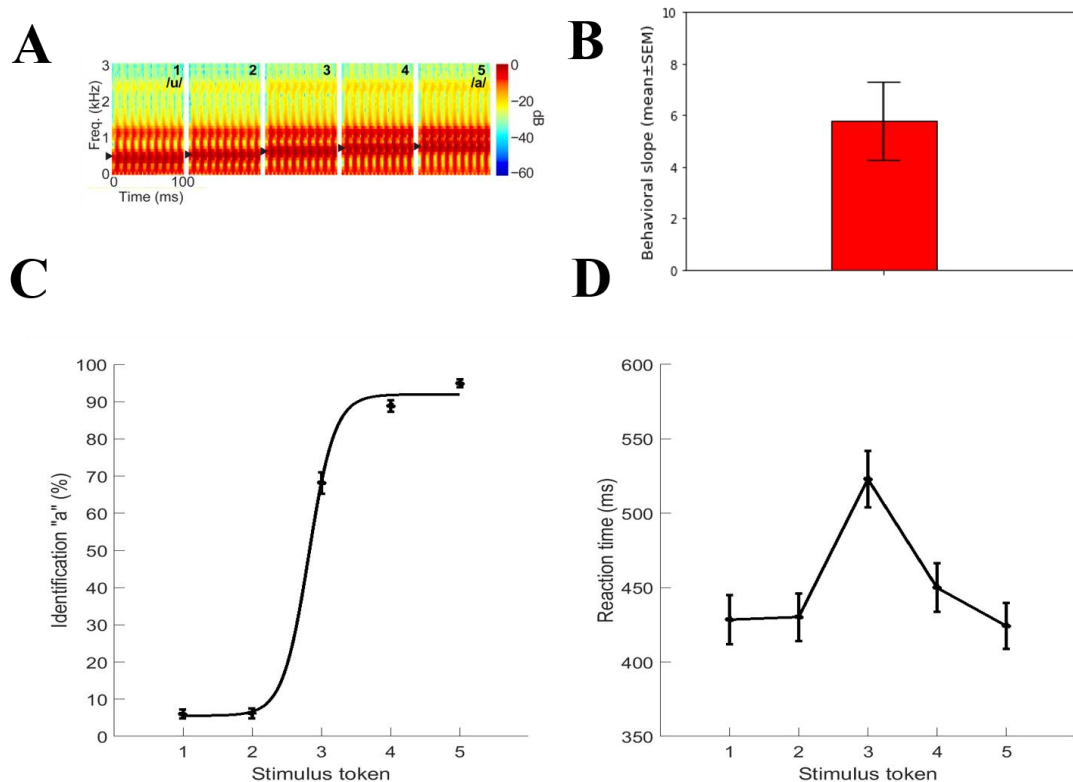 A
3
2
1
0
Freq. (kHz)
1
/u/
2
3
4
5
/a/
0
100
Time (ms)
0
−20
−40
−60
dB
B
10
8
6
4
2
0
Behavioral slope (mean±SEM)
C
100
90
80
70
60
50
40
30
20
10
0
Identification "a" (%)
1 2 3 4 5
Stimulus token
D
600
550
500
450
400
350
Reaction time (ms)
1 2 3 4 5
Stimulus token